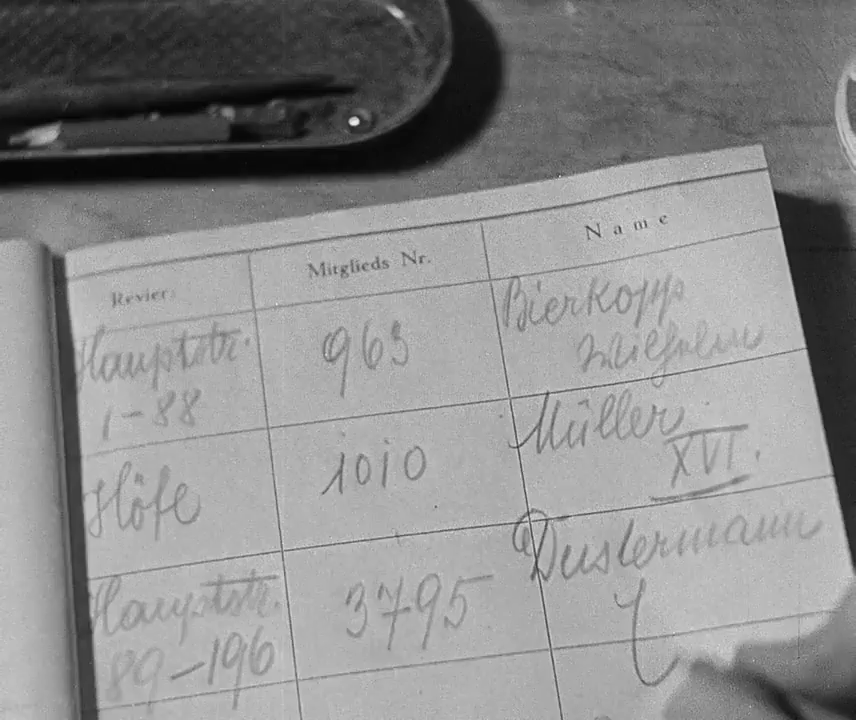 Revier: Mitglieds Nr. Name
Hauptstr. 963 Bierkopp
1-88 Wilhelm
Höfe 1010 Müller
XVI.
Hauptstr. 3795 Dustermann
89-196